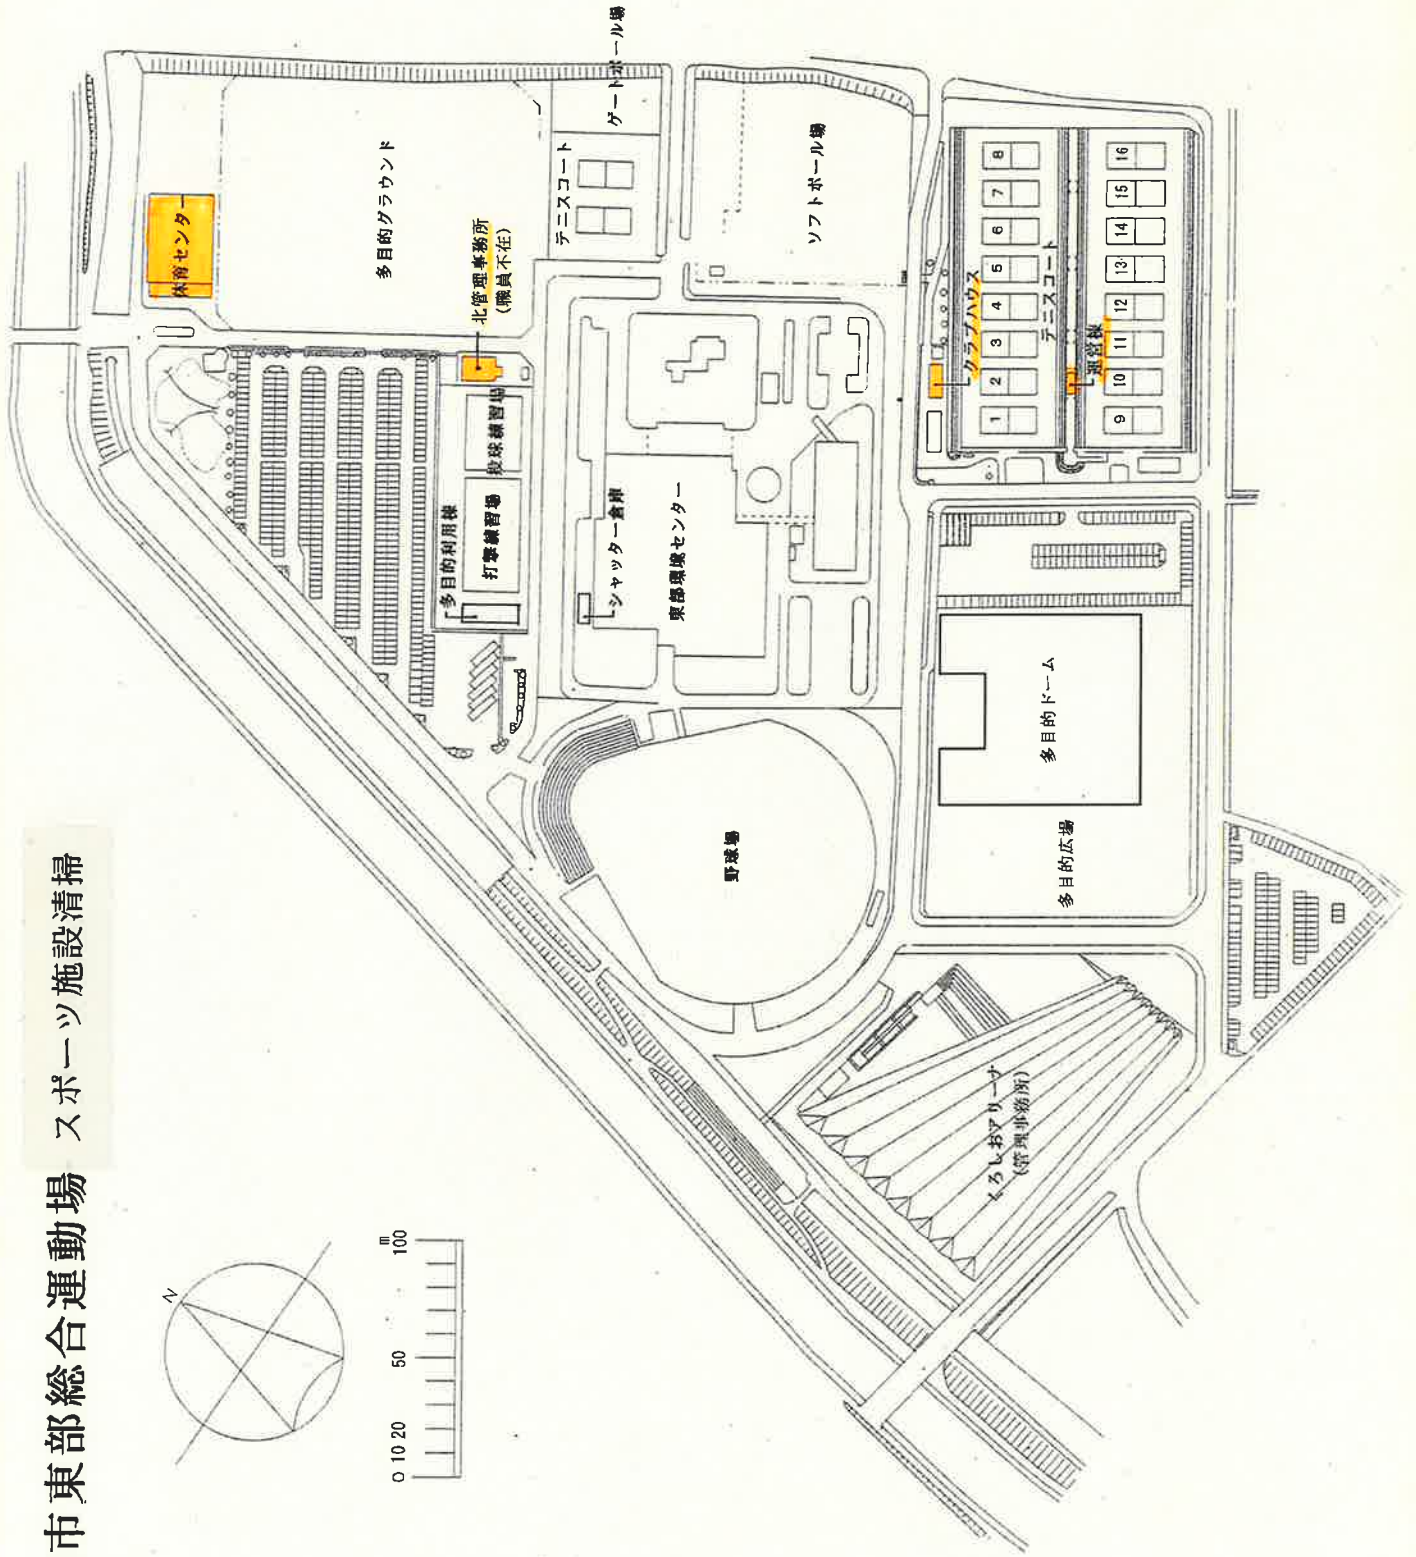 市東部総合運動場 スポーツ施設清掃
N
0 10 20 50 100
m
体育センター
多目的グラウンド
ゲートボール場
テニスコート
北管理事務所
(職員不在)
投球練習場
打撃練習場
多目的利用棟
シャッター倉庫
東部環境センター
ソフトボール場
クラブハウス
テニスコート
運営棟
1 2 3 4 5 6 7 8
9 10 11 12 13 14 15 16
野球場
多目的ドーム
多目的広場
くろしおアリーナ
(管理事務所)